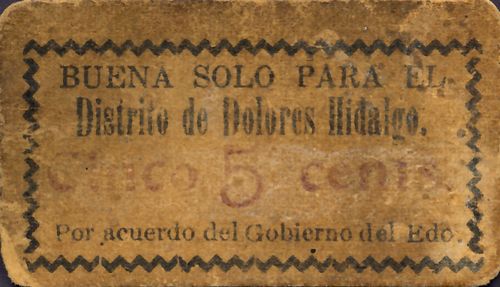 BUENA SOLO PARA EL
Distrito de Dolores Hidalgo.
Cinco 5 cents.
Por acuerdo del Gobierno del Edo.